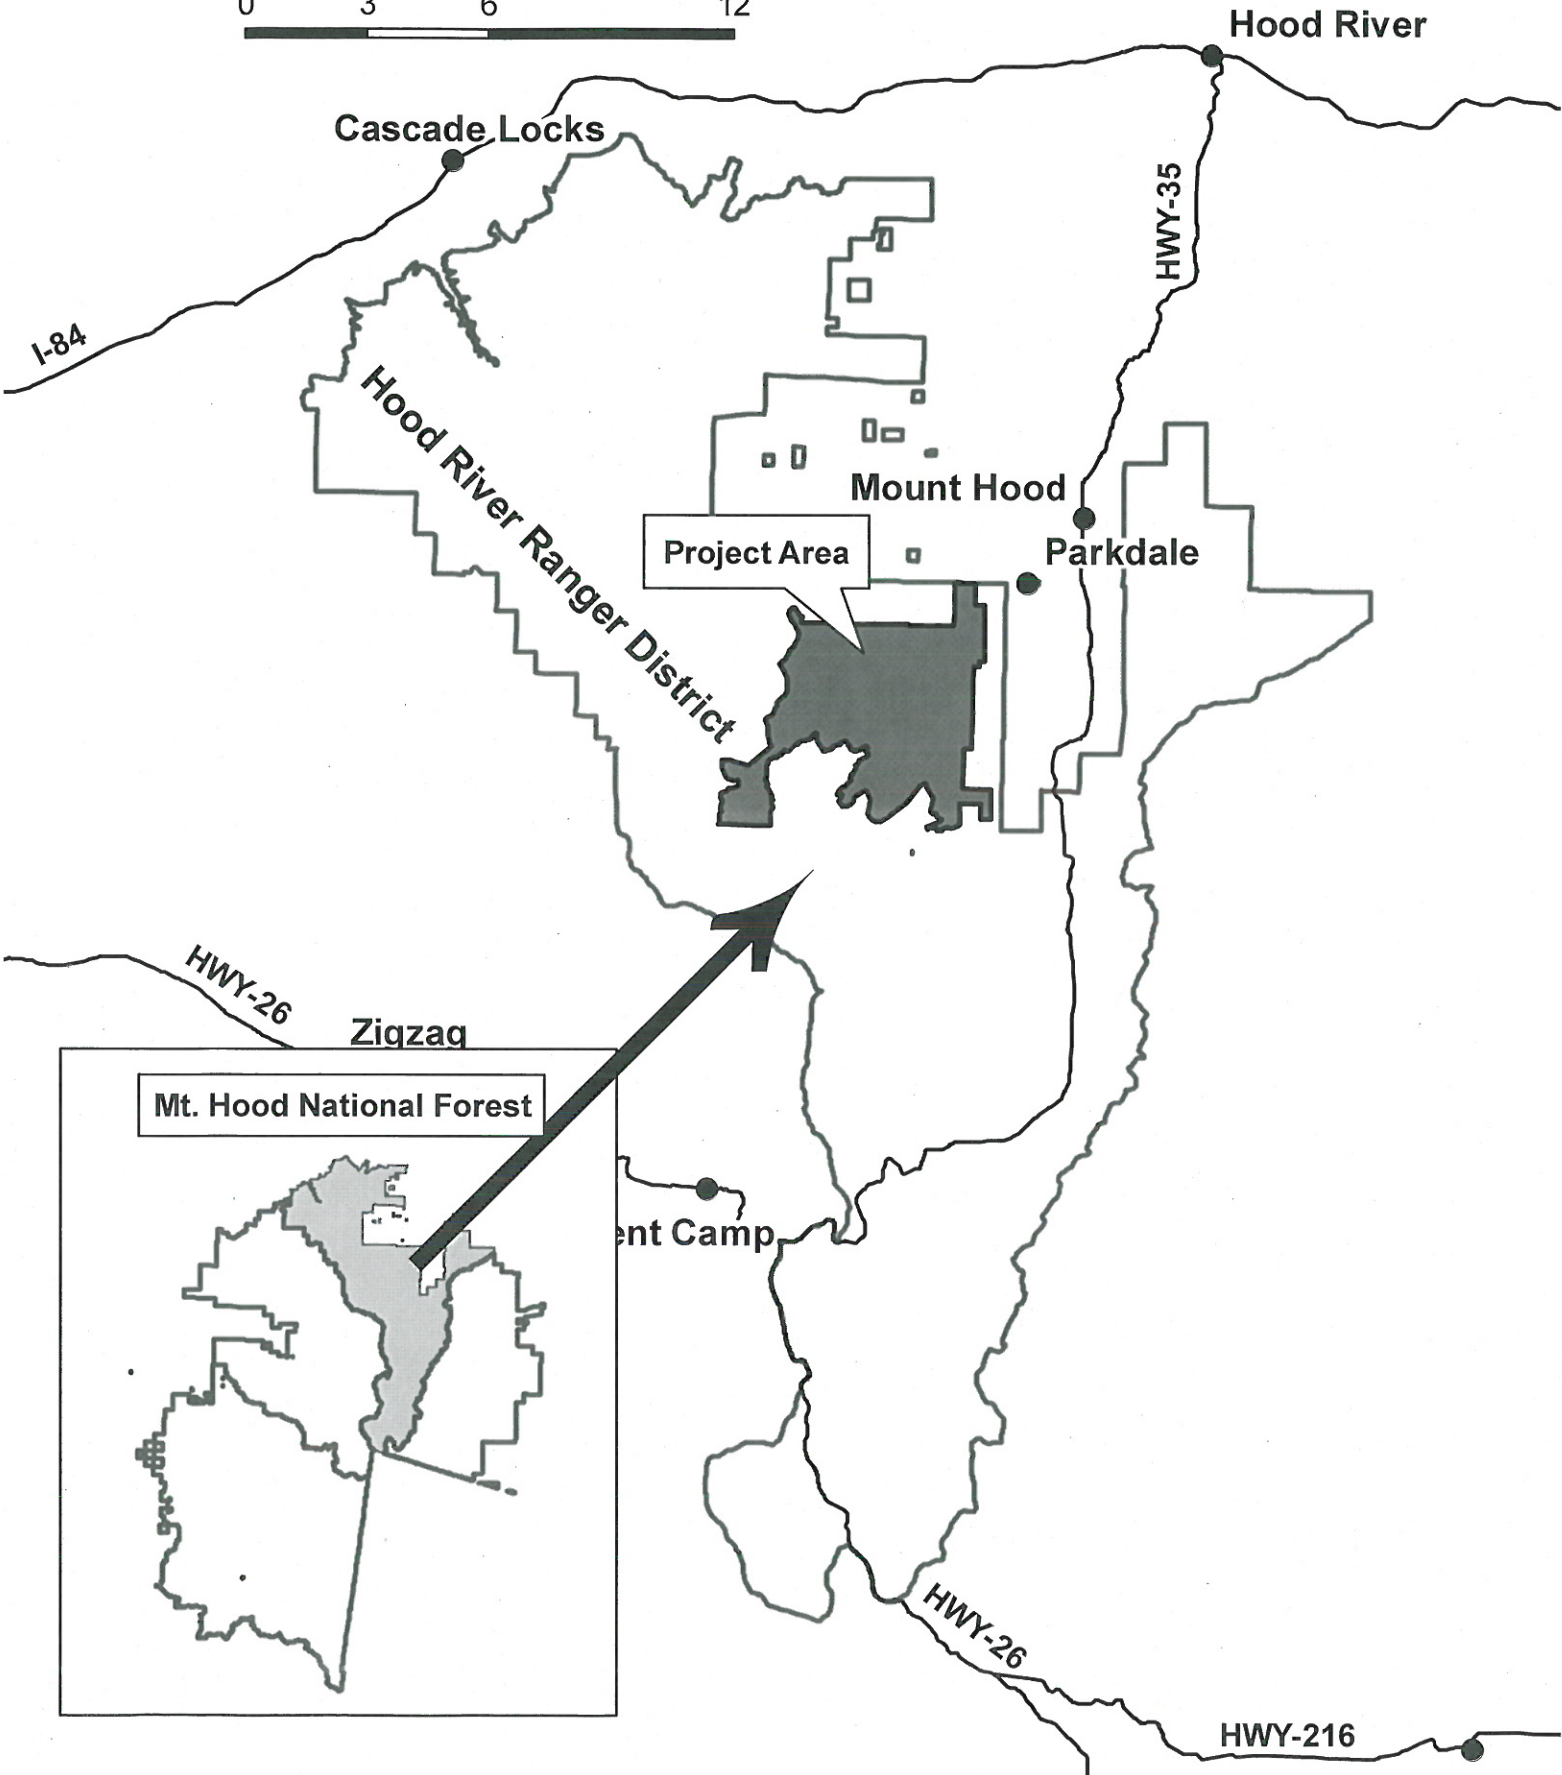 0 3 6 12
Hood River
Cascade Locks
HWY-35
I-84
Hood River Ranger District
Mount Hood
Project Area
Parkdale
HWY-26
Zigzag
Mt. Hood National Forest
ent Camp
HWY-26
HWY-216